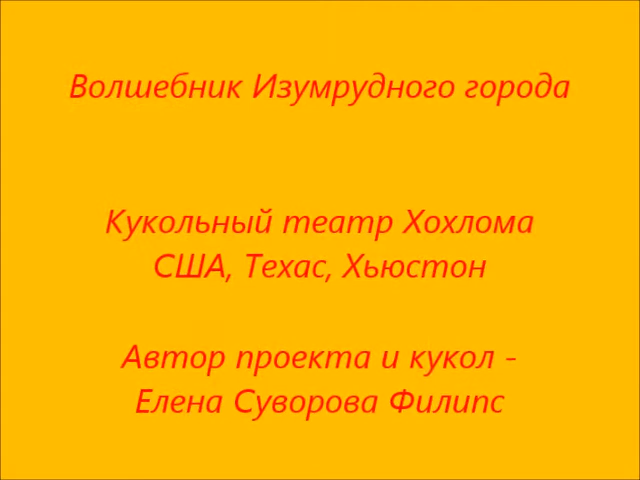 Волшебник Изумрудного города
Кукольный театр Хохлома
США, Техас, Хьюстон
Автор проекта и кукол -
Елена Суворова Филипс